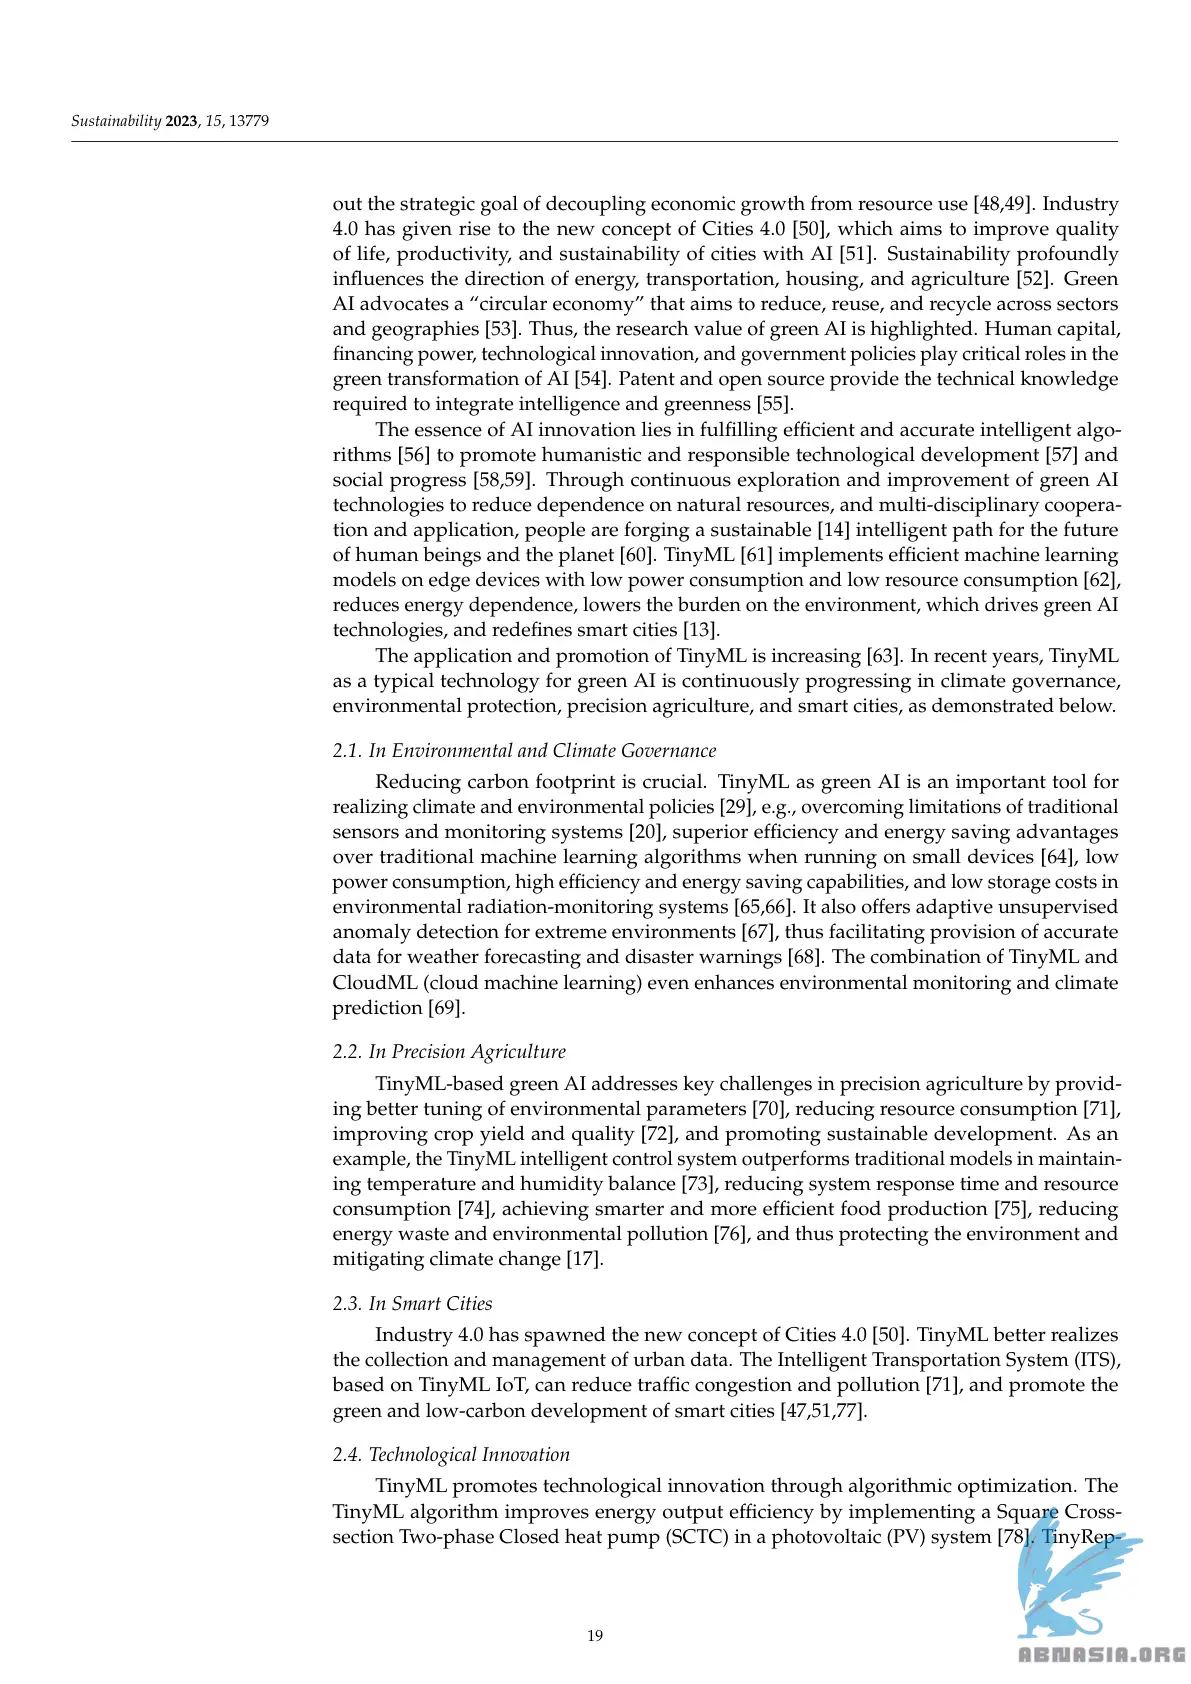 Sustainability 2023, 15, 13779
out the strategic goal of decoupling economic growth from resource use [48,49]. Industry
4.0 has given rise to the new concept of Cities 4.0 [50], which aims to improve quality
of life, productivity, and sustainability of cities with AI [51]. Sustainability profoundly
influences the direction of energy, transportation, housing, and agriculture [52]. Green
AI advocates a “circular economy” that aims to reduce, reuse, and recycle across sectors
and geographies [53]. Thus, the research value of green AI is highlighted. Human capital,
financing power, technological innovation, and government policies play critical roles in the
green transformation of AI [54]. Patent and open source provide the technical knowledge
required to integrate intelligence and greenness [55].
The essence of AI innovation lies in fulfilling efficient and accurate intelligent algo-
rithms [56] to promote humanistic and responsible technological development [57] and
social progress [58,59]. Through continuous exploration and improvement of green AI
technologies to reduce dependence on natural resources, and multi-disciplinary coopera-
tion and application, people are forging a sustainable [14] intelligent path for the future
of human beings and the planet [60]. TinyML [61] implements efficient machine learning
models on edge devices with low power consumption and low resource consumption [62],
reduces energy dependence, lowers the burden on the environment, which drives green AI
technologies, and redefines smart cities [13].
The application and promotion of TinyML is increasing [63]. In recent years, TinyML
as a typical technology for green AI is continuously progressing in climate governance,
environmental protection, precision agriculture, and smart cities, as demonstrated below.
2.1. In Environmental and Climate Governance
Reducing carbon footprint is crucial. TinyML as green AI is an important tool for
realizing climate and environmental policies [29], e.g., overcoming limitations of traditional
sensors and monitoring systems [20], superior efficiency and energy saving advantages
over traditional machine learning algorithms when running on small devices [64], low
power consumption, high efficiency and energy saving capabilities, and low storage costs in
environmental radiation-monitoring systems [65,66]. It also offers adaptive unsupervised
anomaly detection for extreme environments [67], thus facilitating provision of accurate
data for weather forecasting and disaster warnings [68]. The combination of TinyML and
CloudML (cloud machine learning) even enhances environmental monitoring and climate
prediction [69].
2.2. In Precision Agriculture
TinyML-based green AI addresses key challenges in precision agriculture by provid-
ing better tuning of environmental parameters [70], reducing resource consumption [71],
improving crop yield and quality [72], and promoting sustainable development. As an
example, the TinyML intelligent control system outperforms traditional models in maintain-
ing temperature and humidity balance [73], reducing system response time and resource
consumption [74], achieving smarter and more efficient food production [75], reducing
energy waste and environmental pollution [76], and thus protecting the environment and
mitigating climate change [17].
2.3. In Smart Cities
Industry 4.0 has spawned the new concept of Cities 4.0 [50]. TinyML better realizes
the collection and management of urban data. The Intelligent Transportation System (ITS),
based on TinyML IoT, can reduce traffic congestion and pollution [71], and promote the
green and low-carbon development of smart cities [47,51,77].
2.4. Technological Innovation
TinyML promotes technological innovation through algorithmic optimization. The
TinyML algorithm improves energy output efficiency by implementing a Square Cross-
section Two-phase Closed heat pump (SCTC) in a photovoltaic (PV) system [78]. TinyRep-
19
ABNASIA.ORG